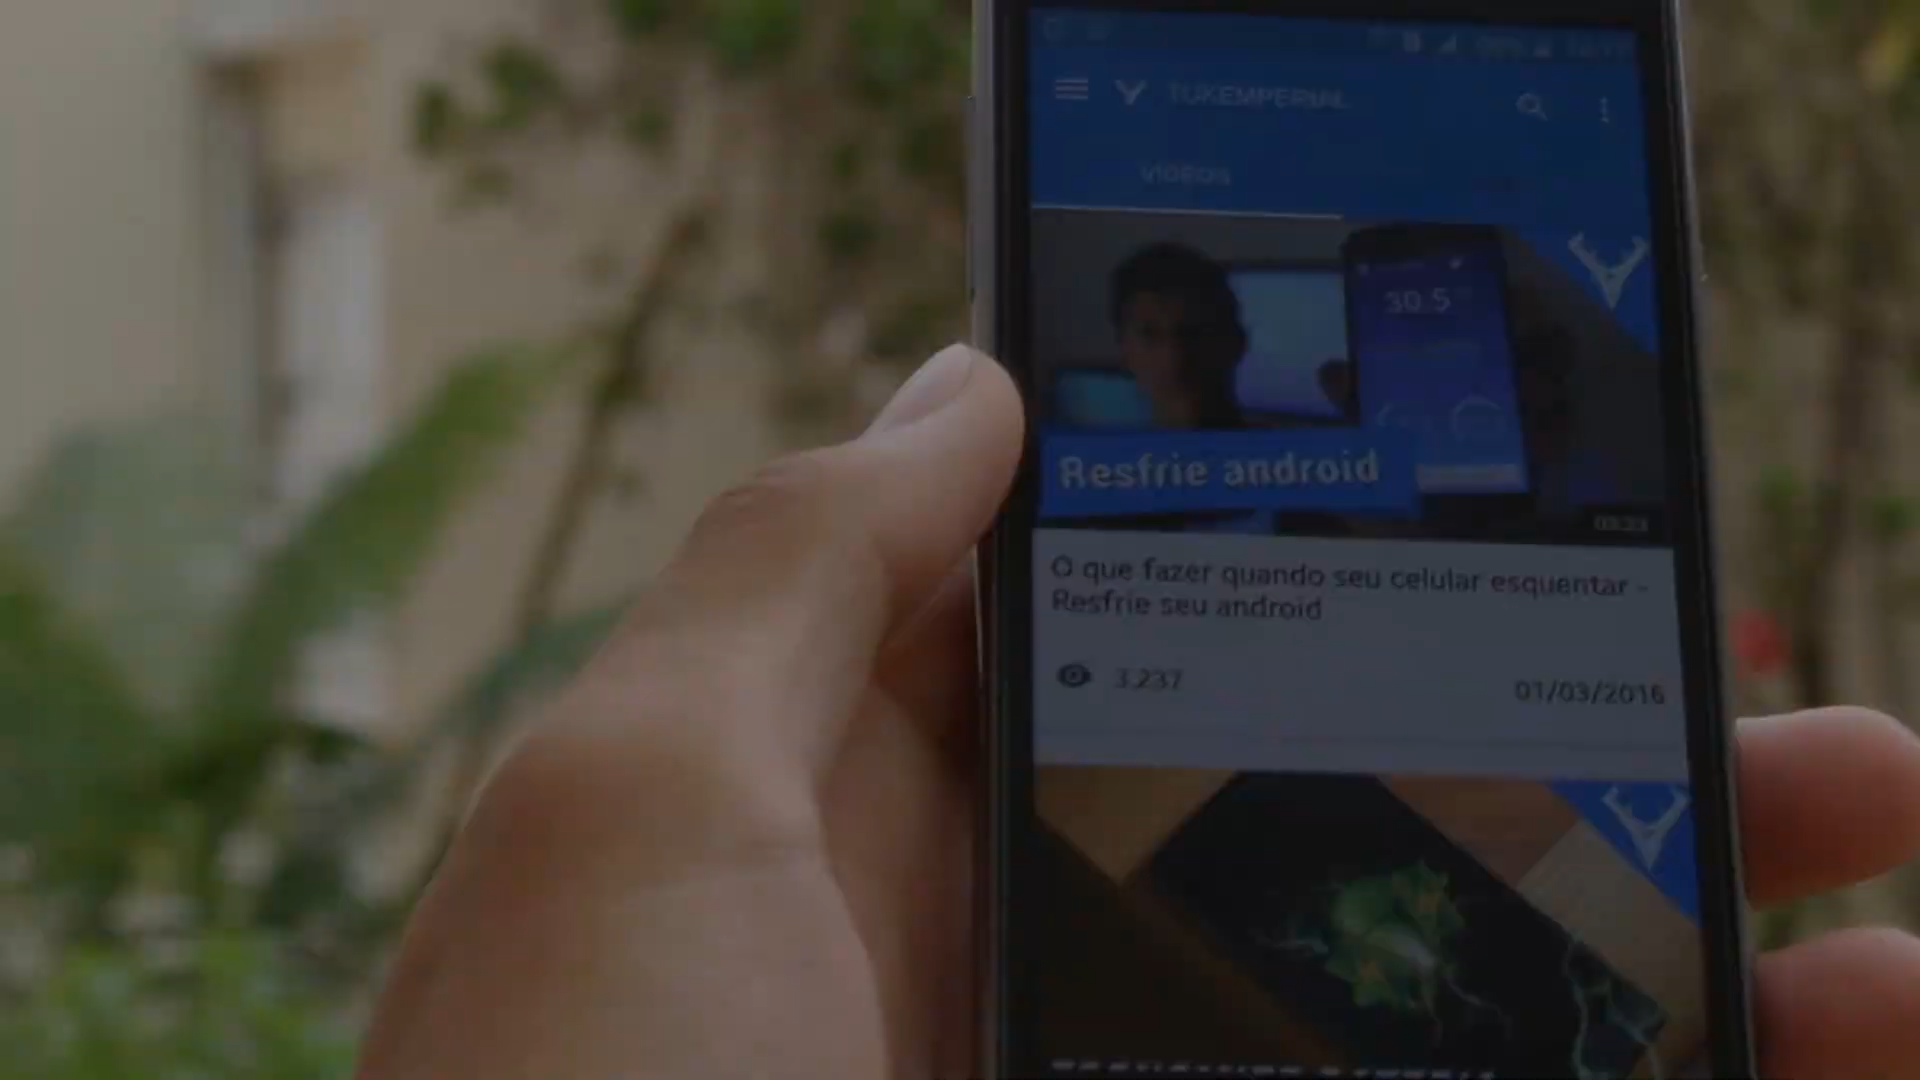 TUKEMPERIAL
VIDEOS
30.5
Resfrie android
O que fazer quando seu celular esquentar -
Resfrie seu android
3.237
01/03/2016